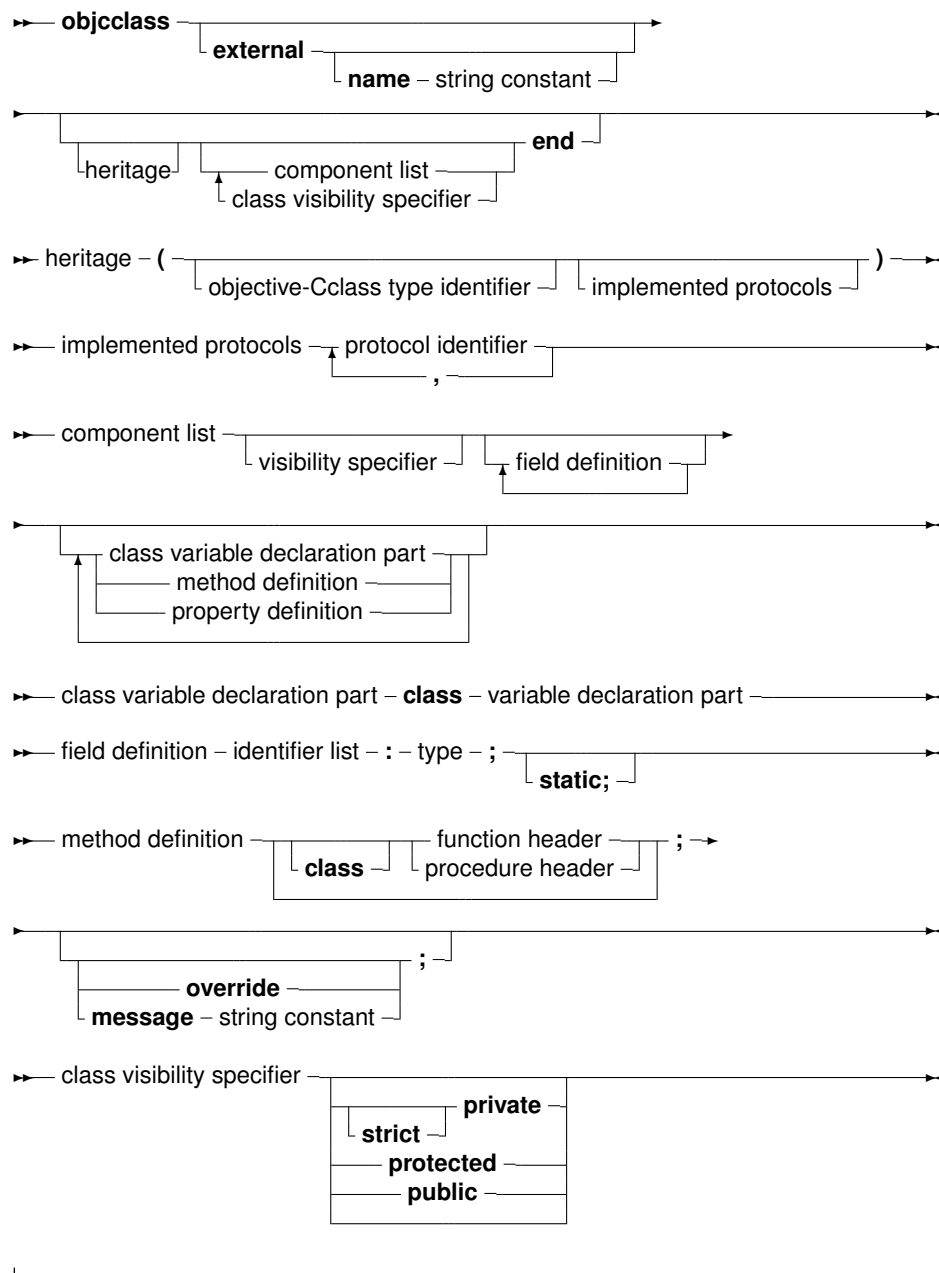 objcclass
external
name string constant
end
heritage component list
class visibility specifier
heritage ( )
objective-Cclass type identifier implemented protocols
implemented protocols protocol identifier
,
component list
visibility specifier field definition
class variable declaration part
method definition
property definition
class variable declaration part class variable declaration part
field definition identifier list : type ;
static;
method definition function header ;
class procedure header
;
override
message string constant
class visibility specifier
private
strict
protected
public